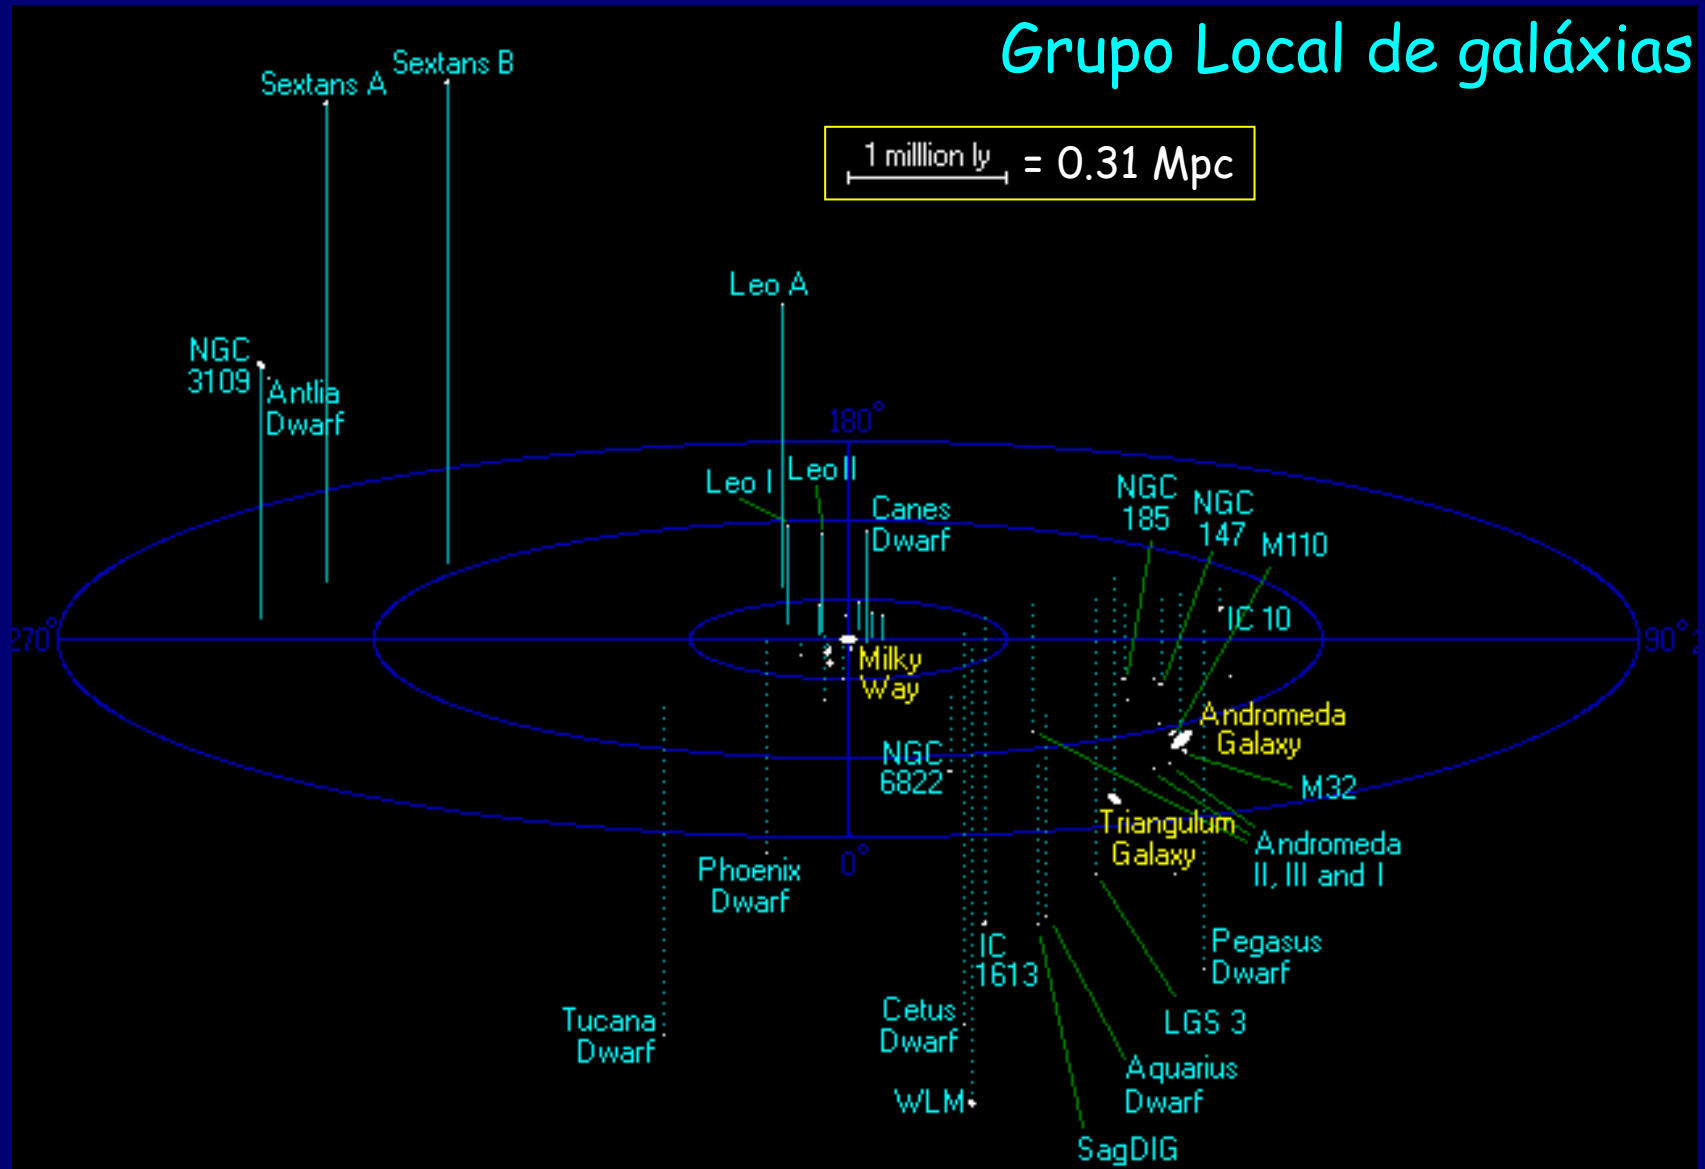 Grupo Local de galáxias
Sextans A
Sextans B
1 milllion ly = 0.31 Mpc
Leo A
NGC
3109
Antlia
Dwarf
180°
Leo I
Leo II
Canes
Dwarf
NGC
185
NGC
147
M110
IC 10
270°
90°
Milky
Way
Andromeda
Galaxy
NGC
6822
M32
Triangulum
Galaxy
Andromeda
II, III and I
0°
Phoenix
Dwarf
IC
1613
Pegasus
Dwarf
LGS 3
Tucana
Dwarf
Cetus
Dwarf
Aquarius
Dwarf
WLM
SagDIG